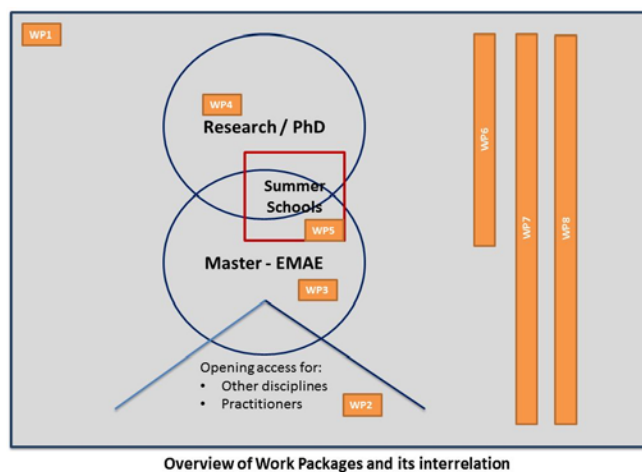 WP1
WP4
Research / PhD
Summer
Schools
WP5
Master - EMAE
WP3
Opening access for:
• Other disciplines
• Practitioners
WP2
WP6
WP7
WP8
Overview of Work Packages and its interrelation